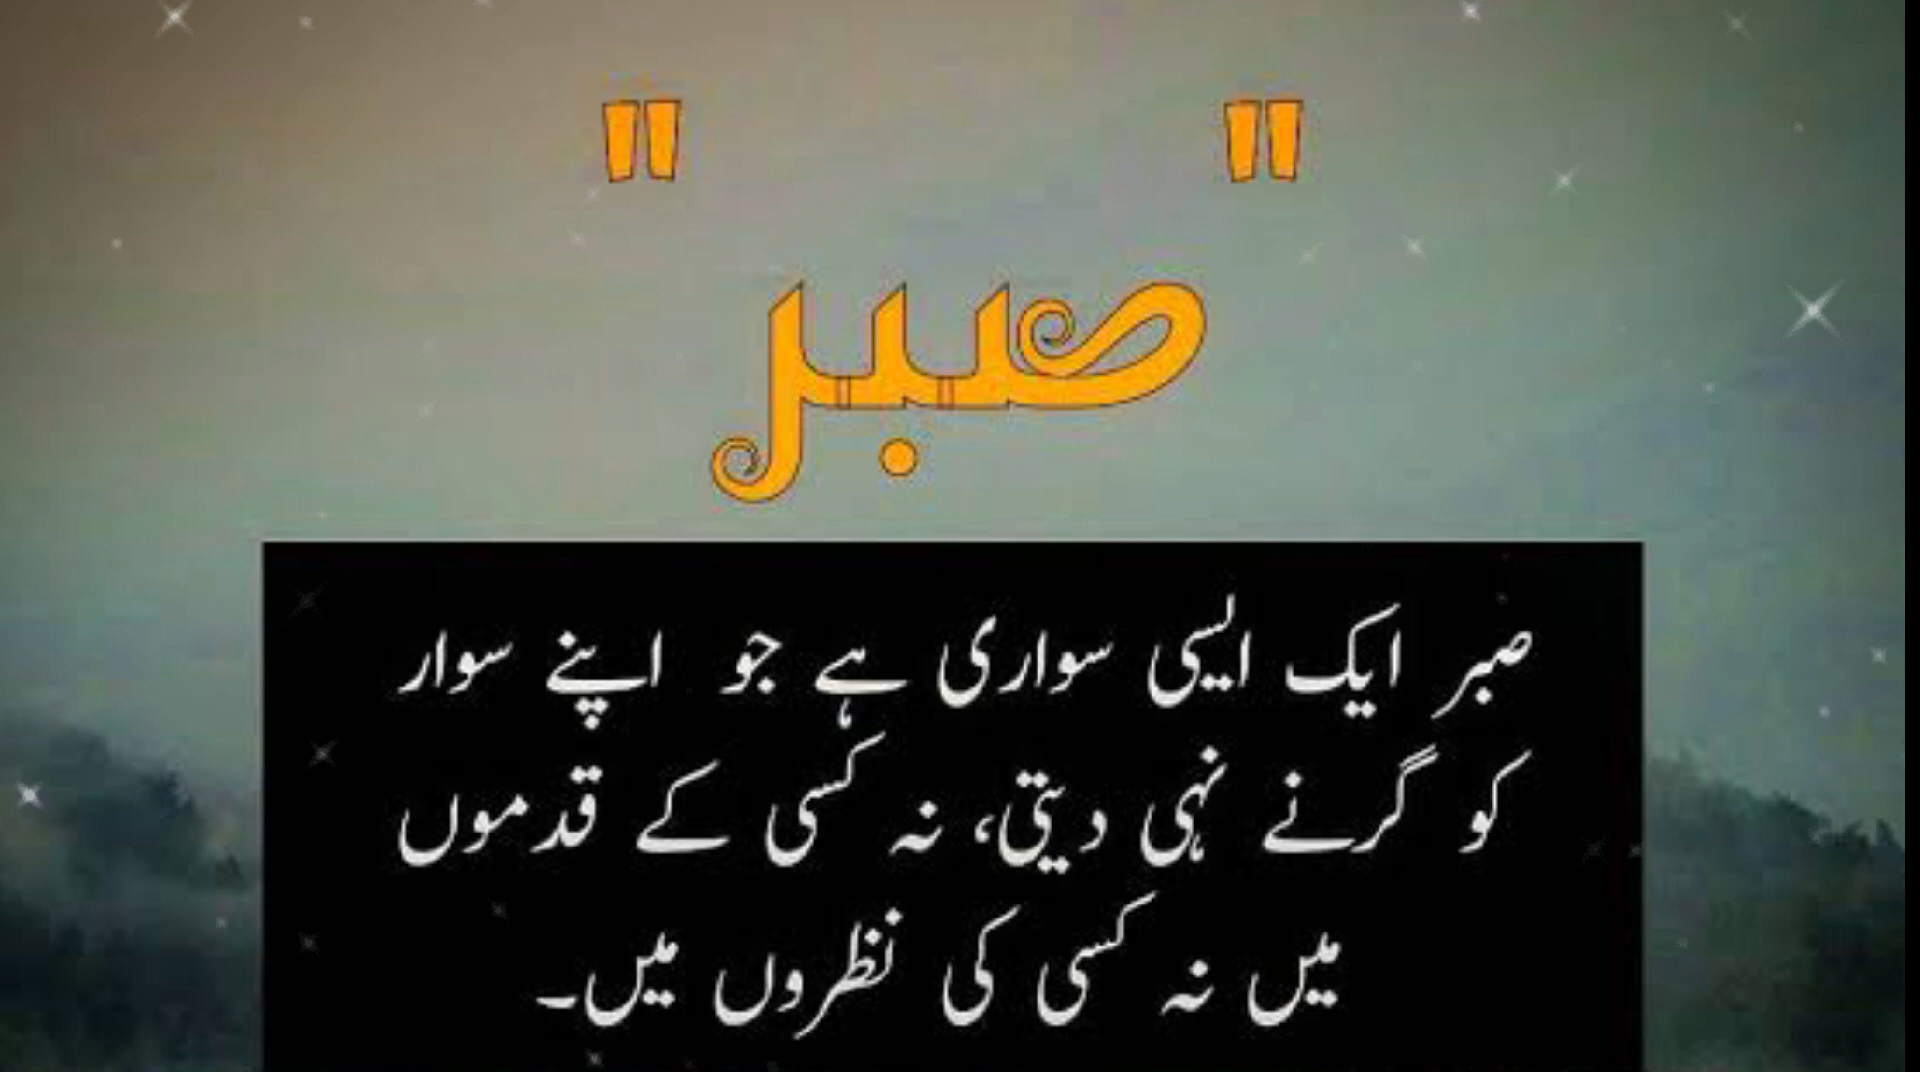 "صبر"
صبر ایک ایسی سواری ہے جو اپنے سوار
کو گرنے نہی دیتی، نہ کسی کے قدموں
میں نہ کسی کی نظروں میں۔